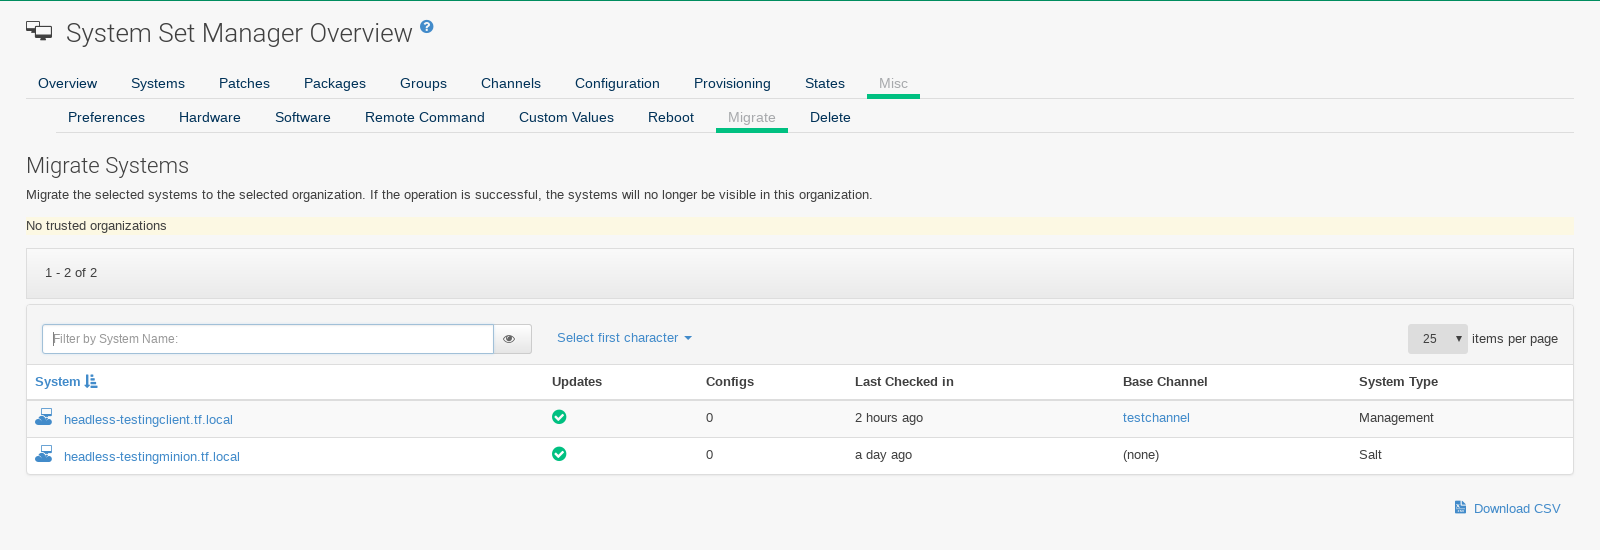 System Set Manager Overview ?
Overview Systems Patches Packages Groups Channels Configuration Provisioning States Misc
Preferences Hardware Software Remote Command Custom Values Reboot Migrate Delete
Migrate Systems
Migrate the selected systems to the selected organization. If the operation is successful, the systems will no longer be visible in this organization.
No trusted organizations
1 - 2 of 2
Filter by System Name: Select first character 25 items per page
System Updates Configs Last Checked in Base Channel System Type
headless-testingclient.tf.local 0 2 hours ago testchannel Management
headless-testingminion.tf.local 0 a day ago (none) Salt
Download CSV